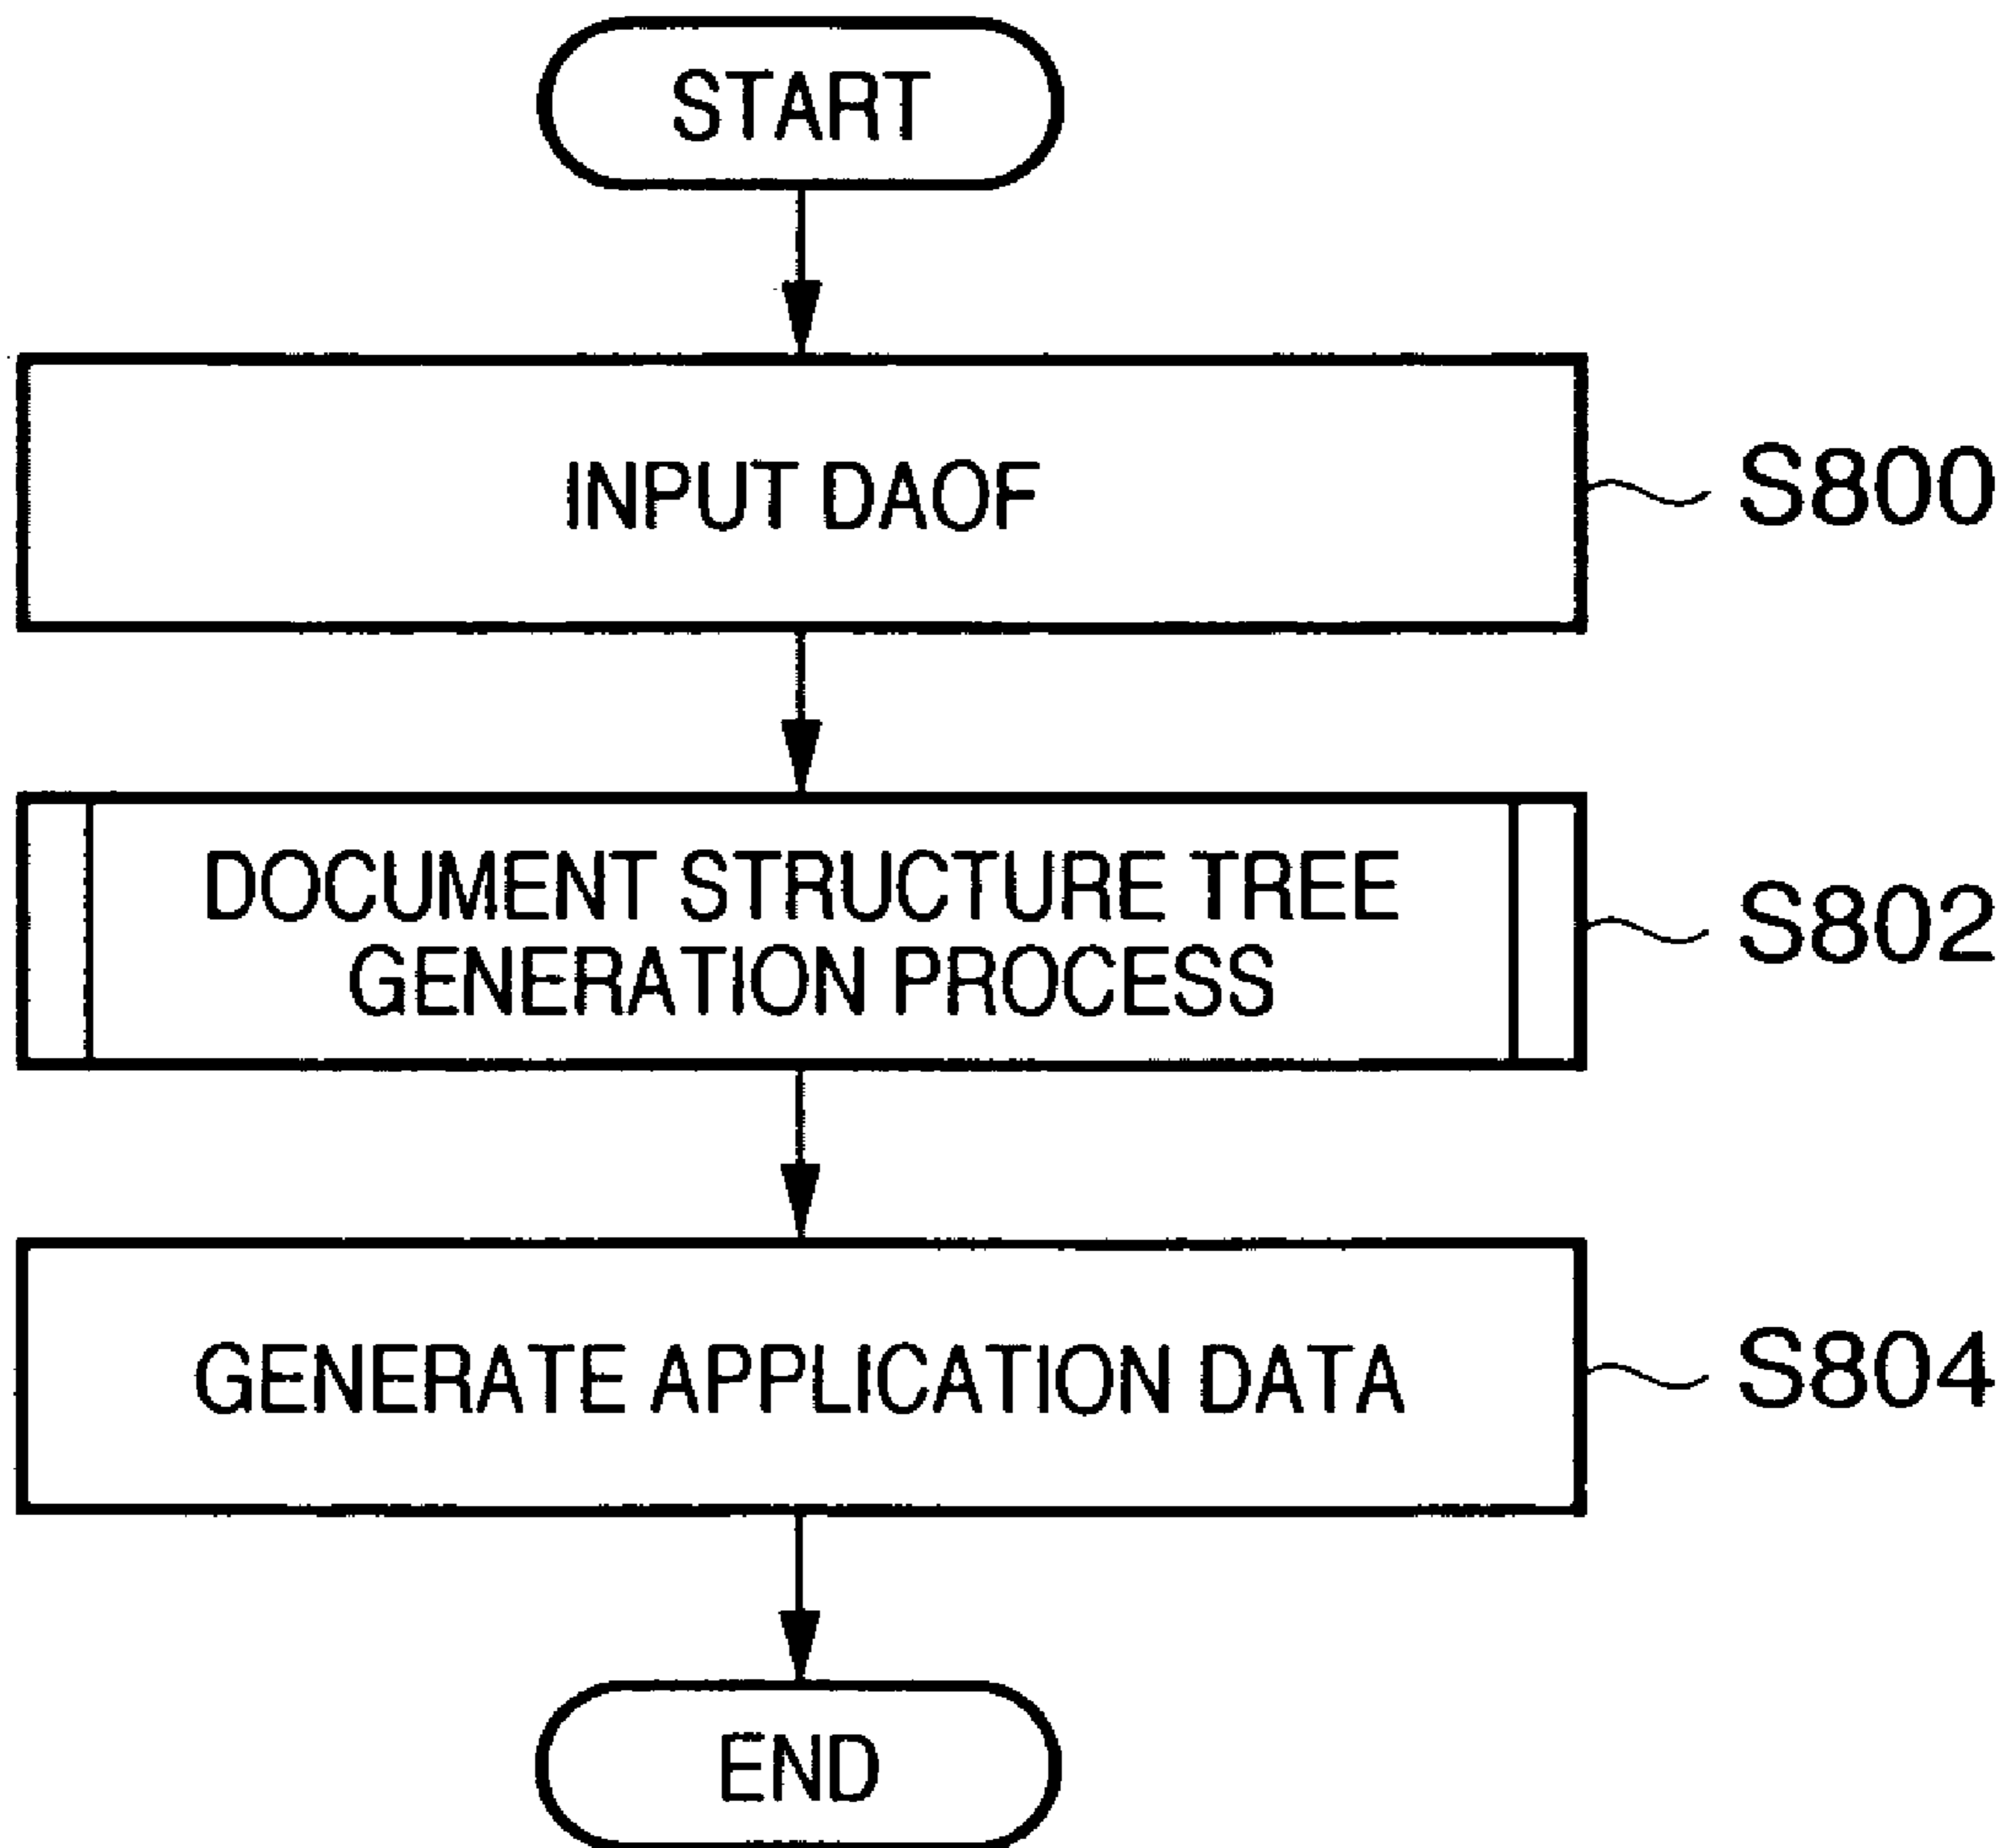 START
INPUT DAOF
S800
DOCUMENT STRUCTURE TREE
GENERATION PROCESS
S802
GENERATE APPLICATION DATA
S804
END